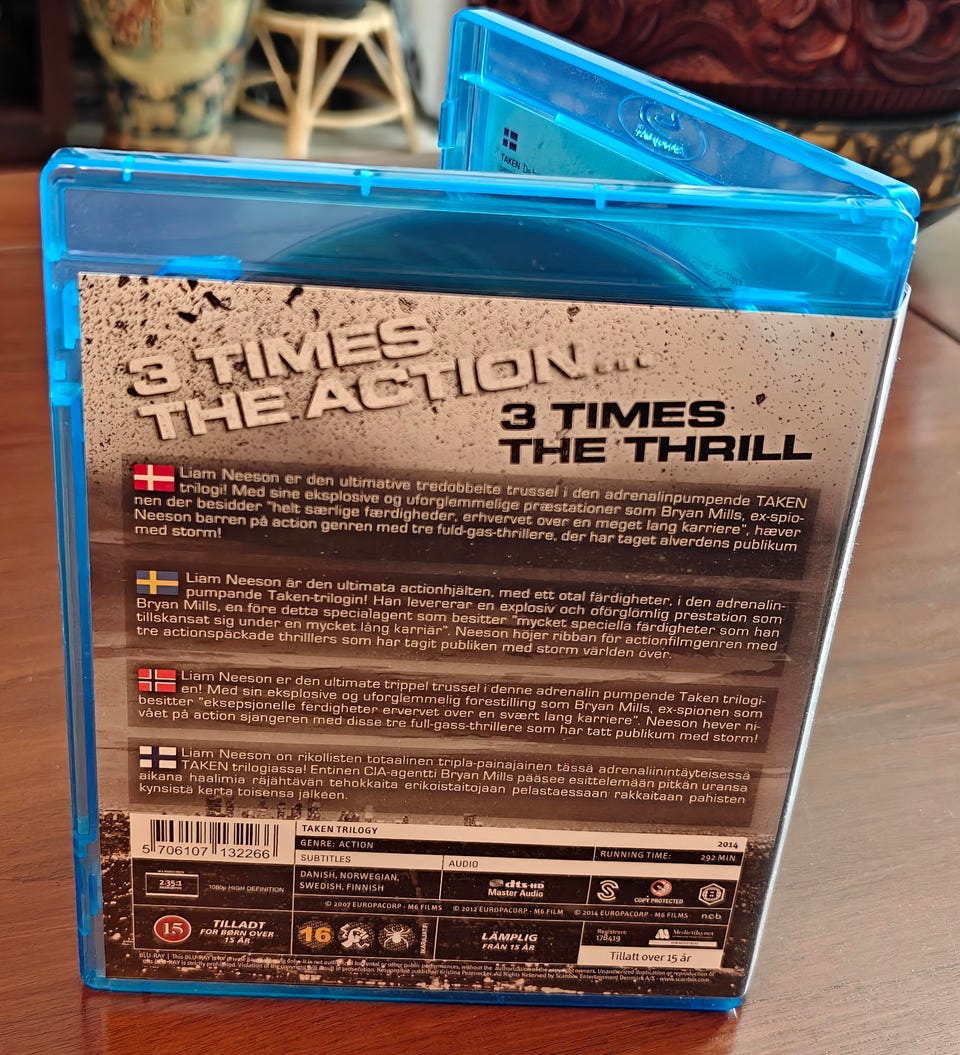 TAKEN
3 TIMES
THE ACTION...
3 TIMES
THE THRILL
Liam Neeson er den ultimative tredobbelte trussel i den adrenalinpumpende TAKEN
trilogi! Med sine eksplosive og uforglemmelige præstationer som Bryan Mills, ex-spio-
nen der besidder "helt særlige færdigheder, erhvervet over en meget lang karriere", hæver
Neeson barren på action genren med tre fuld-gas-thrillere, der har taget alverdens publikum
med storm!
Liam Neeson är den ultimata actionhjälten, med ett otal färdigheter, i den adrenalin-
pumpande Taken-trilogin! Han levererar en explosiv och oförglömlig prestation som
Bryan Mills, en före detta specialagent som besitter "mycket speciella färdigheter som han
tillskansat sig under en mycket lång karriär". Neeson höjer ribban för actionfilmgenren med
tre actionspäckade thrilllers som har tagit publiken med storm världen över.
Liam Neeson er den ultimate trippel trussel i denne adrenalin pumpende Taken trilogi-
en! Med sin eksplosive og uforglemmelig forestilling som Bryan Mills, ex-spionen som
besitter "eksepsjonelle ferdigheter ervervet over en svært lang karriere". Neeson hever ni-
vået på action sjangeren med disse tre full-gass-thrillere som har tatt publikum med storm!
Liam Neeson on rikollisten totaalinen tripla-painajainen tässä adrenaliinintäyteisessä
TAKEN trilogiassa! Entinen CIA-agentti Bryan Mills pääsee esittelemään pitkän uransa
aikana haalimia räjähtävän tehokkaita erikoistaitojaan pelastaessaan rakkaitaan pahisten
kynsistä kerta toisensa jälkeen.
5 706107 132266
TAKEN TRILOGY 2014
GENRE: ACTION RUNNING TIME: 292 MIN
SUBTITLES AUDIO
DANISH, NORWEGIAN,
SWEDISH, FINNISH
2.35:1
1080p HIGH DEFINITION
dts-HD
Master Audio
COPY PROTECTED
B
© 2007 EUROPACORP - M6 FILMS © 2012 EUROPACORP - M6 FILM © 2014 EUROPACORP - M6 FILMS ncb
15 TILLADT
FOR BØRN OVER
15 ÅR
16
LÄMPLIG
FRÅN 15 ÅR
Registrert:
178419
Medietilsynet
Tillatt over 15 år